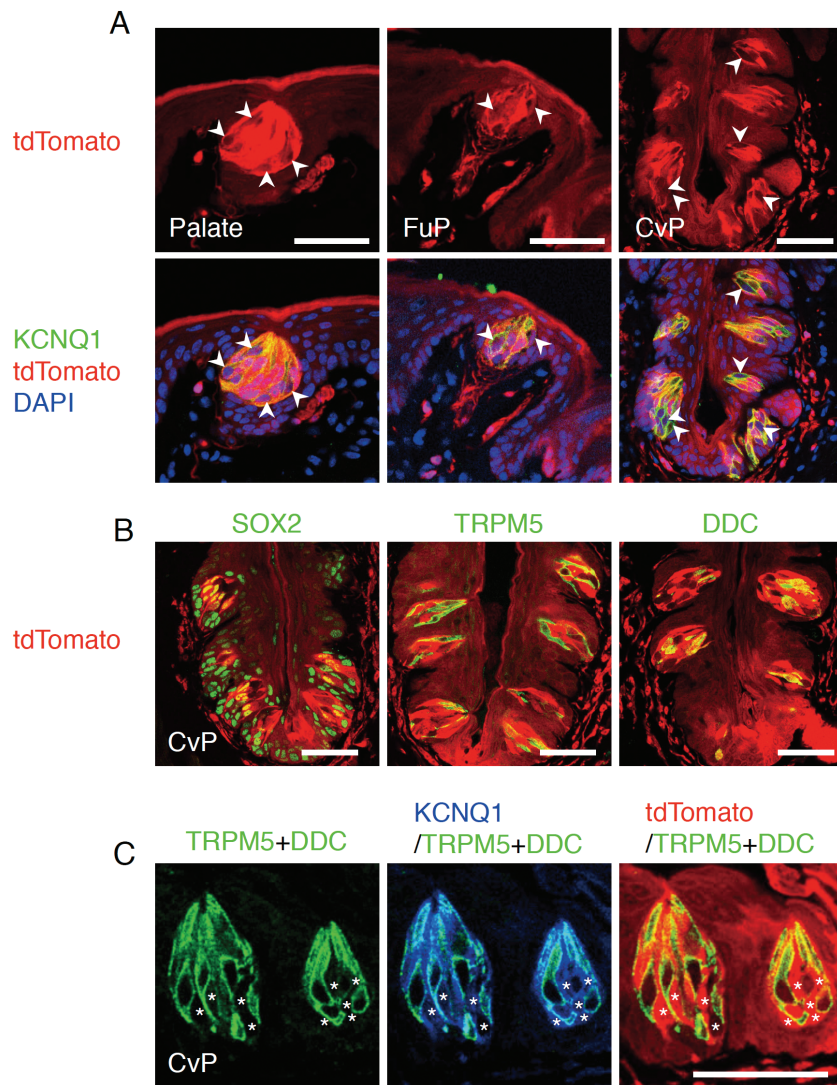 A
tdTomato
Palate
FuP
CvP
KCNQ1
tdTomato
DAPI
B
SOX2
TRPM5
DDC
tdTomato
CvP
C
TRPM5+DDC
KCNQ1
/TRPM5+DDC
tdTomato
/TRPM5+DDC
CvP